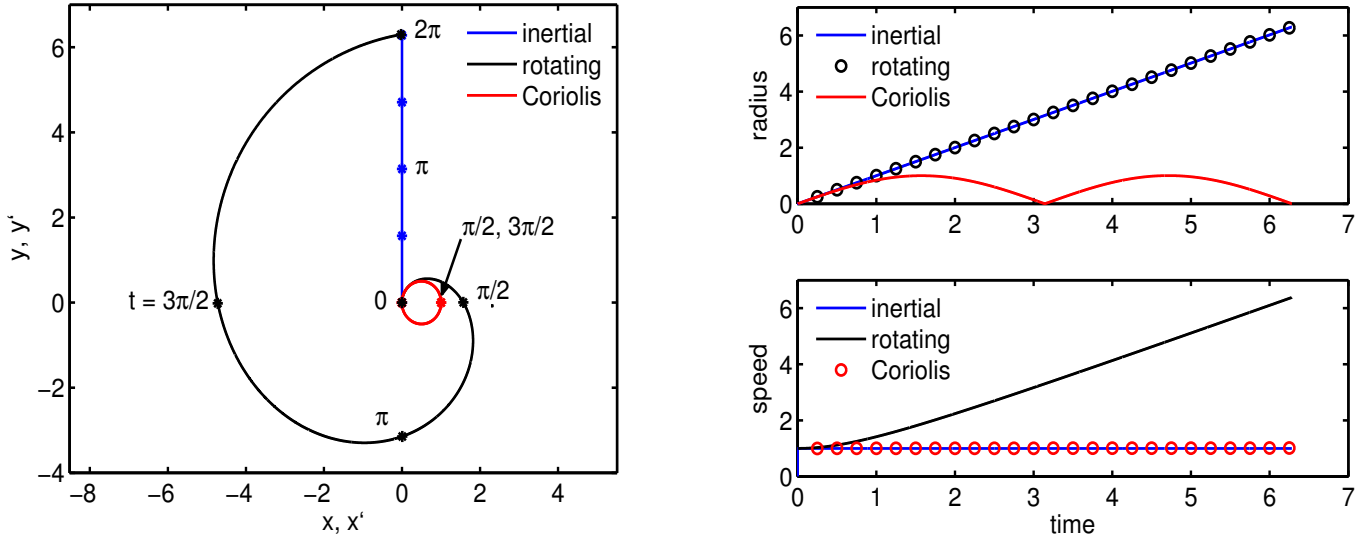 2π
inertial
rotating
Coriolis
π
π/2, 3π/2
t = 3π/2
0
π/2
π
6
4
2
0
−2
−4
y, y‘
−8 −6 −4 −2 0 2 4
x, x‘
inertial
rotating
Coriolis
6
4
2
0
radius
0 1 2 3 4 5 6 7
inertial
rotating
Coriolis
6
4
2
0
speed
0 1 2 3 4 5 6 7
time